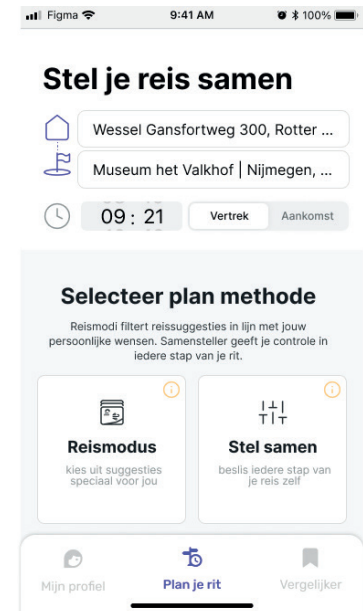 Figma 9:41 AM 100%
Stel je reis samen
Wessel Gansfortweg 300, Rotter ...
Museum het Valkhof | Nijmegen, ...
09 : 21 Vertrek Aankomst
Selecteer plan methode
Reismodi filtert reissuggesties in lijn met jouw
persoonlijke wensen. Samensteller geeft je controle in
iedere stap van je rit.
Reismodus
kies uit suggesties
speciaal voor jou
Stel samen
beslis iedere stap van
je reis zelf
Mijn profiel Plan je rit Vergelijker